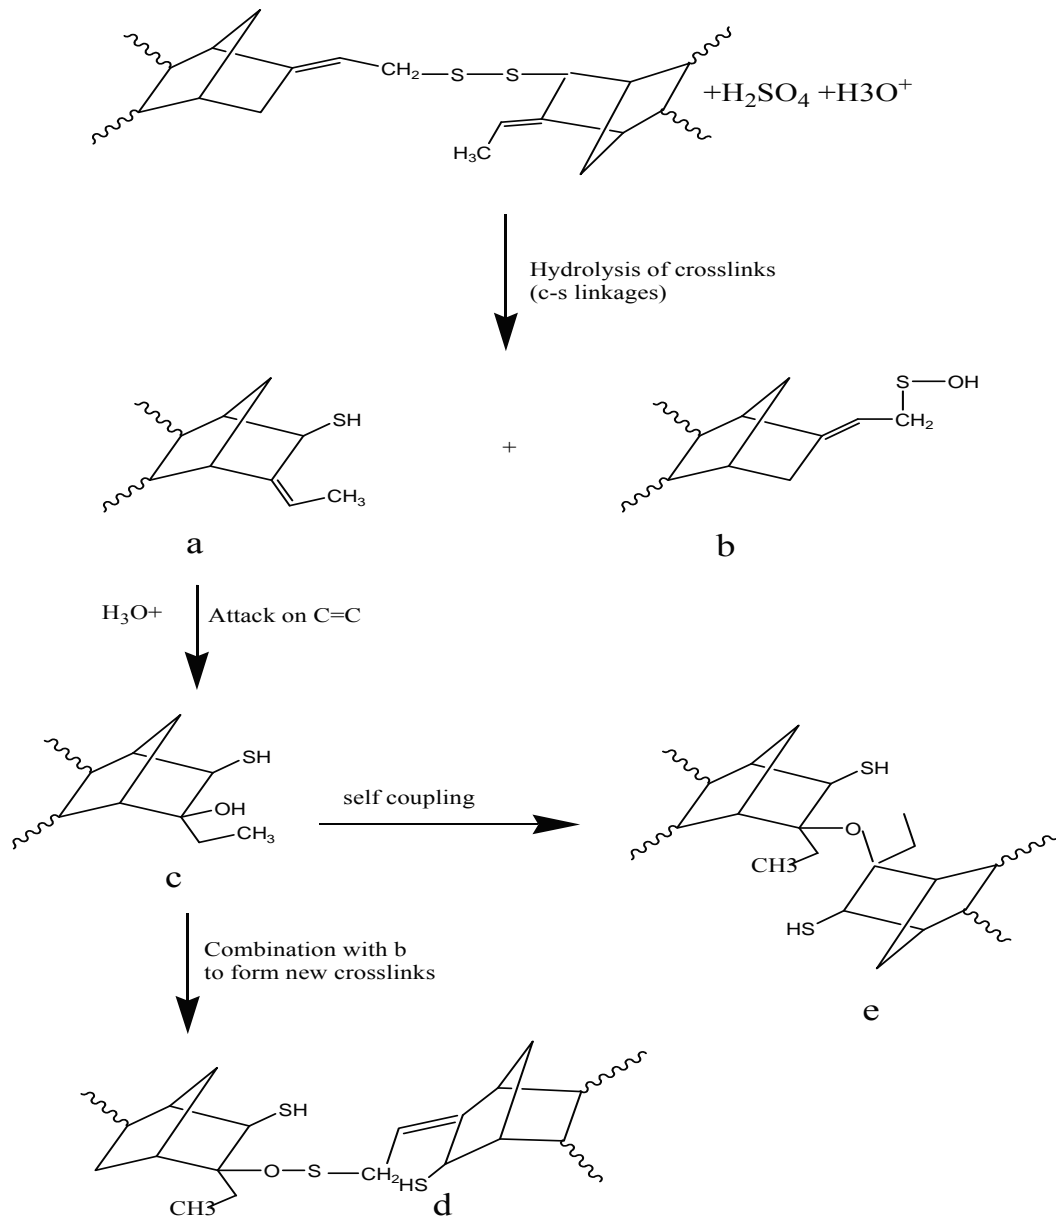 CH₂ S S
+H₂SO₄ +H3O⁺
H₃C
Hydrolysis of crosslinks
(c-s linkages)
S OH
SH
CH₂
+
CH₃
a
b
H₃O+
Attack on C=C
SH
OH
CH₃
c
self coupling
SH
O
CH3
HS
e
Combination with b
to form new crosslinks
SH
O S CH₂
HS
CH3
d